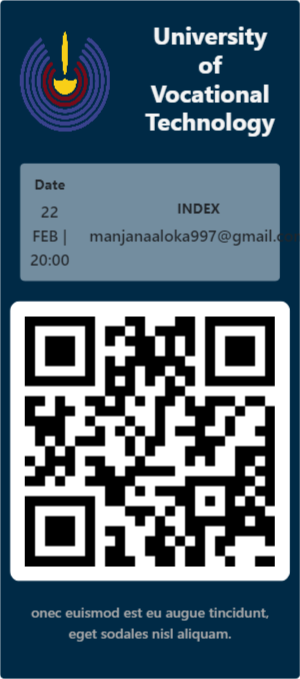 University
of
Vocational
Technology
Date
22
FEB |
20:00
INDEX
manjanaaloka997@gmail.c
onec euismod est eu augue tincidunt,
eget sodales nisl aliquam.